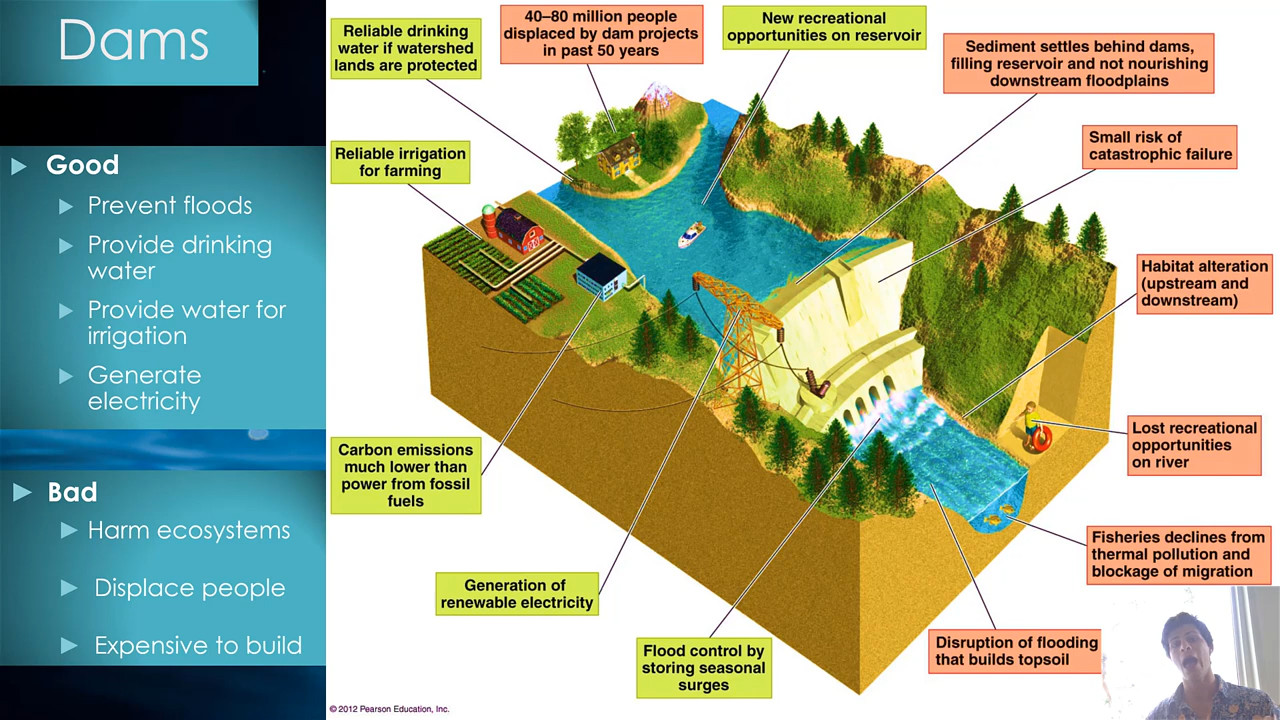 Dams
Good
Prevent floods
Provide drinking
water
Provide water for
irrigation
Generate
electricity
Bad
Harm ecosystems
Displace people
Expensive to build
Reliable drinking
water if watershed
lands are protected
40–80 million people
displaced by dam projects
in past 50 years
New recreational
opportunities on reservoir
Sediment settles behind dams,
filling reservoir and not nourishing
downstream floodplains
Small risk of
catastrophic failure
Reliable irrigation
for farming
Habitat alteration
(upstream and
downstream)
Lost recreational
opportunities
on river
Carbon emissions
much lower than
power from fossil
fuels
Fisheries declines from
thermal pollution and
blockage of migration
Generation of
renewable electricity
Flood control by
storing seasonal
surges
Disruption of flooding
that builds topsoil
© 2012 Pearson Education, Inc.